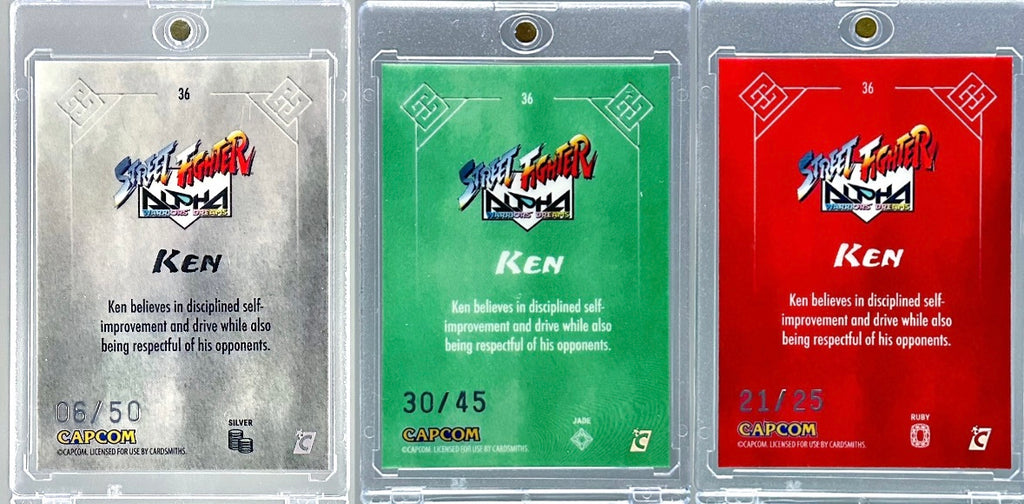 36
STREET FIGHTER
ALPHA
WARRIORS' DREAMS
KEN
Ken believes in disciplined self-
improvement and drive while also
being respectful of his opponents.
06/50
SILVER
CAPCOM
©CAPCOM. LICENSED FOR USE BY CARDSMITHS.
C
36
STREET FIGHTER
ALPHA
WARRIORS' DREAMS
KEN
Ken believes in disciplined self-
improvement and drive while also
being respectful of his opponents.
30/45
JADE
CAPCOM
©CAPCOM. LICENSED FOR USE BY CARDSMITHS.
C
36
STREET FIGHTER
ALPHA
WARRIORS' DREAMS
KEN
Ken believes in disciplined self-
improvement and drive while also
being respectful of his opponents.
21/25
RUBY
CAPCOM
©CAPCOM. LICENSED FOR USE BY CARDSMITHS.
C